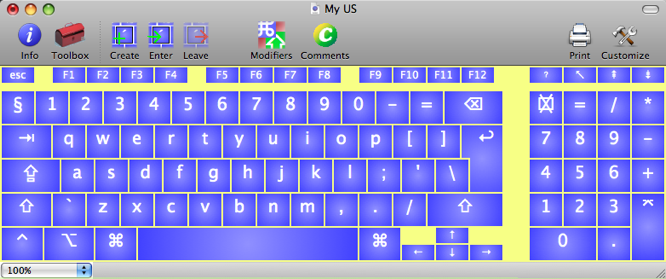 My US
Info Toolbox Create Enter Leave Modifiers Comments Print Customize
esc F1 F2 F3 F4 F5 F6 F7 F8 F9 F10 F11 F12 ? ↖ ⇞ ⇟
§ 1 2 3 4 5 6 7 8 9 0 - = ⌫ ⌧ = / *
⇥ q w e r t y u i o p [ ] ↩ 7 8 9 -
⇪ a s d f g h j k l ; ' \ 4 5 6 +
⇧ ` z x c v b n m , . / ⇧ 1 2 3 ⌤
^ ⌥ ⌘ ⌘ ← ↑ ↓ → 0 .
100%